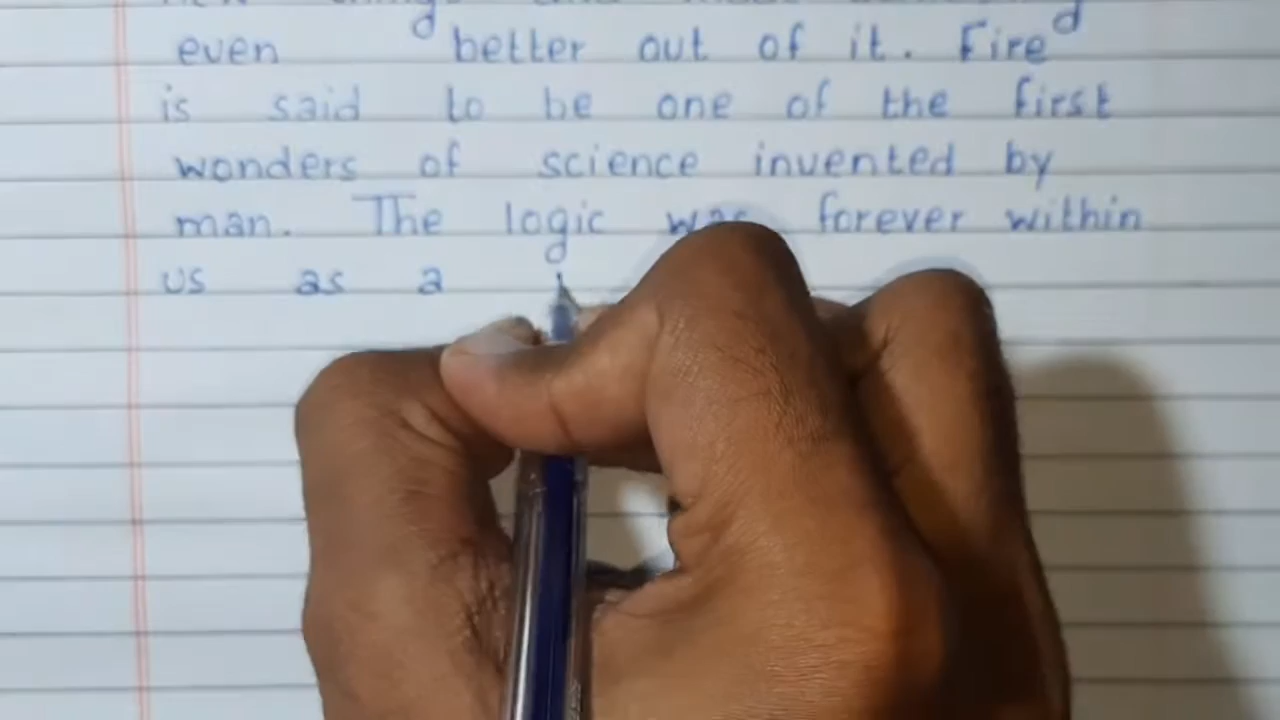 even better out of it. Fire
is said to be one of the first
wonders of science invented by
man. The logic was forever within
us as a